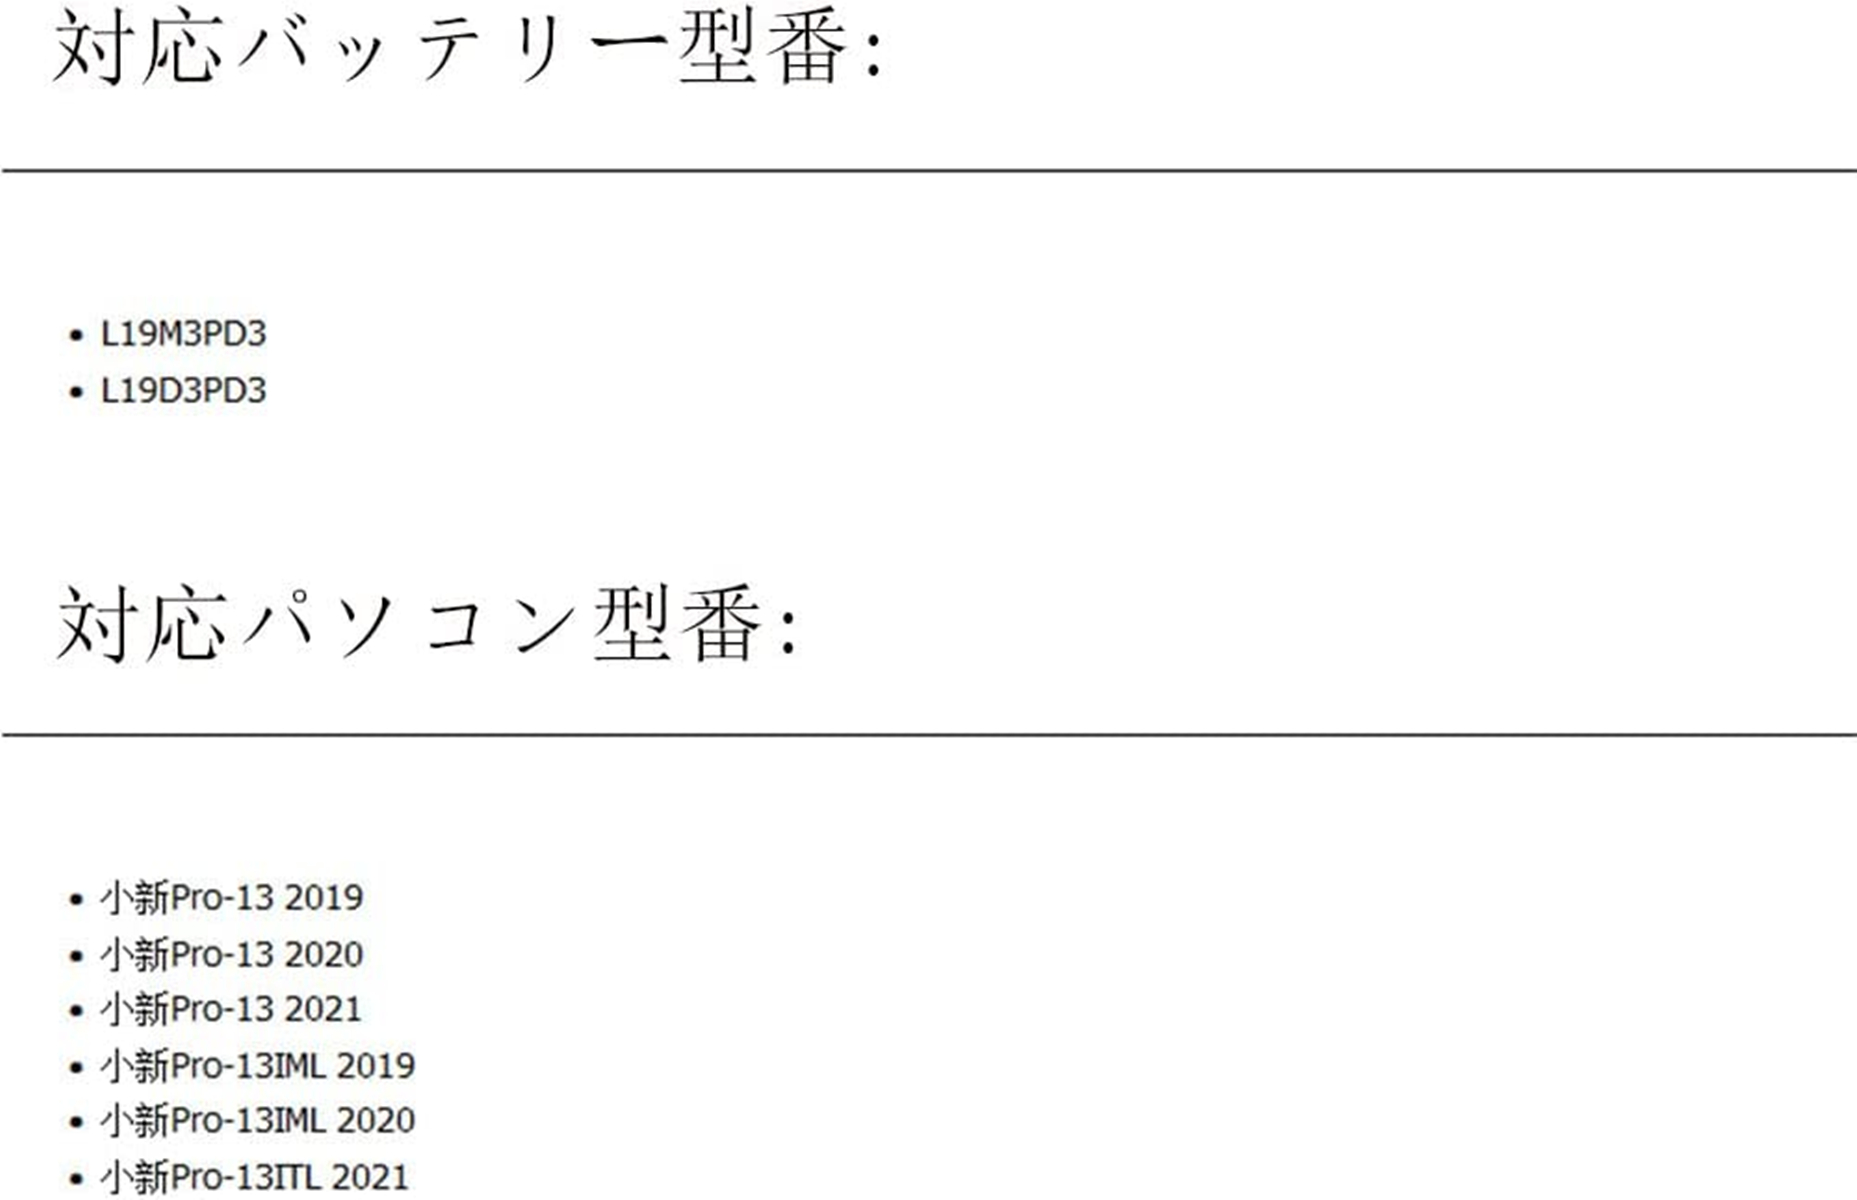 対応バッテリー型番:
• L19M3PD3
• L19D3PD3
対応パソコン型番:
• 小新Pro-13 2019
• 小新Pro-13 2020
• 小新Pro-13 2021
• 小新Pro-13IML 2019
• 小新Pro-13IML 2020
• 小新Pro-13ITL 2021